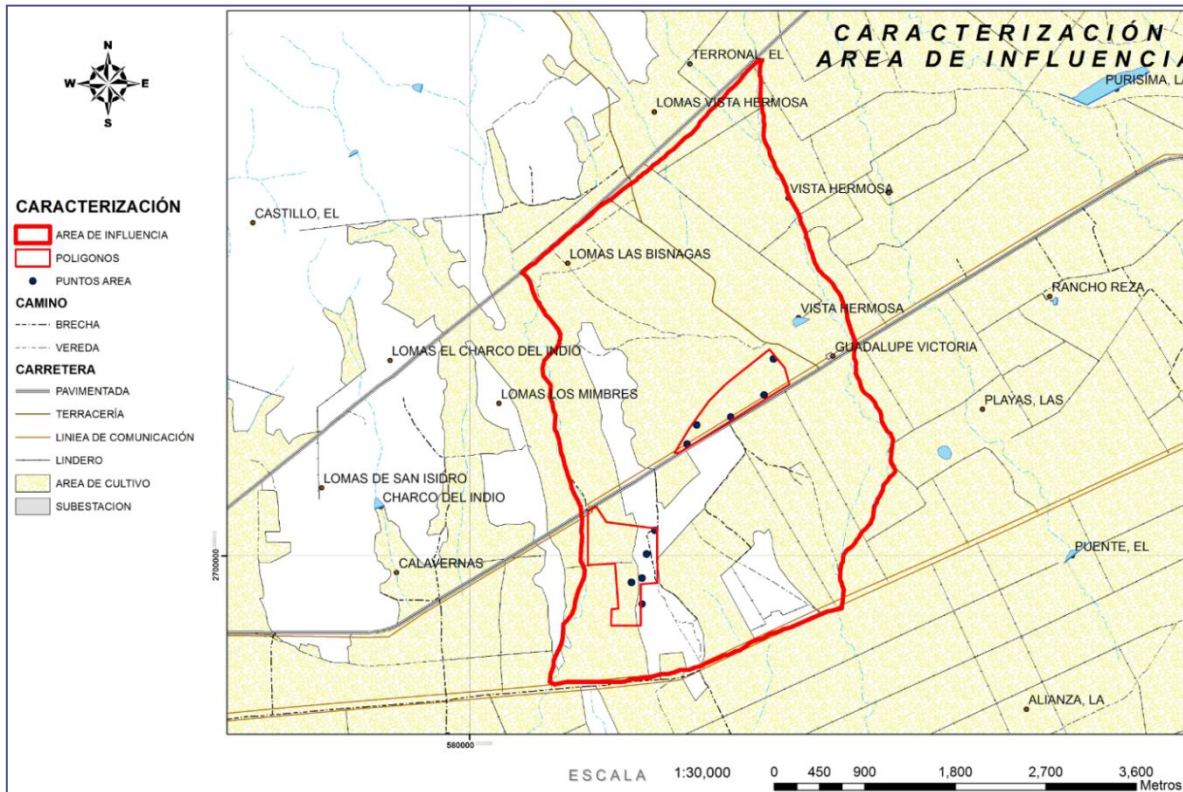 CARACTERIZACIÓN
AREA DE INFLUENCIA
N
W E
S
TERRONAL, EL
PURISIMA, LA
LOMAS VISTA HERMOSA
VISTA HERMOSA
CASTILLO, EL
LOMAS LAS BISNAGAS
RANCHO REZA
VISTA HERMOSA
GUADALUPE VICTORIA
LOMAS EL CHARCO DEL INDIO
LOMAS LOS MIMBRES
PLAYAS, LAS
LOMAS DE SAN ISIDRO
CHARCO DEL INDIO
PUENTE, EL
CALAVERNAS
ALIANZA, LA
CARACTERIZACIÓN
AREA DE INFLUENCIA
POLIGONOS
PUNTOS AREA
CAMINO
BRECHA
VEREDA
CARRETERA
PAVIMENTADA
TERRACERÍA
LINIEA DE COMUNICACIÓN
LINDERO
AREA DE CULTIVO
SUBESTACION
2700000
580000
ESCALA 1:30,000
0 450 900 1,800 2,700 3,600
Metros